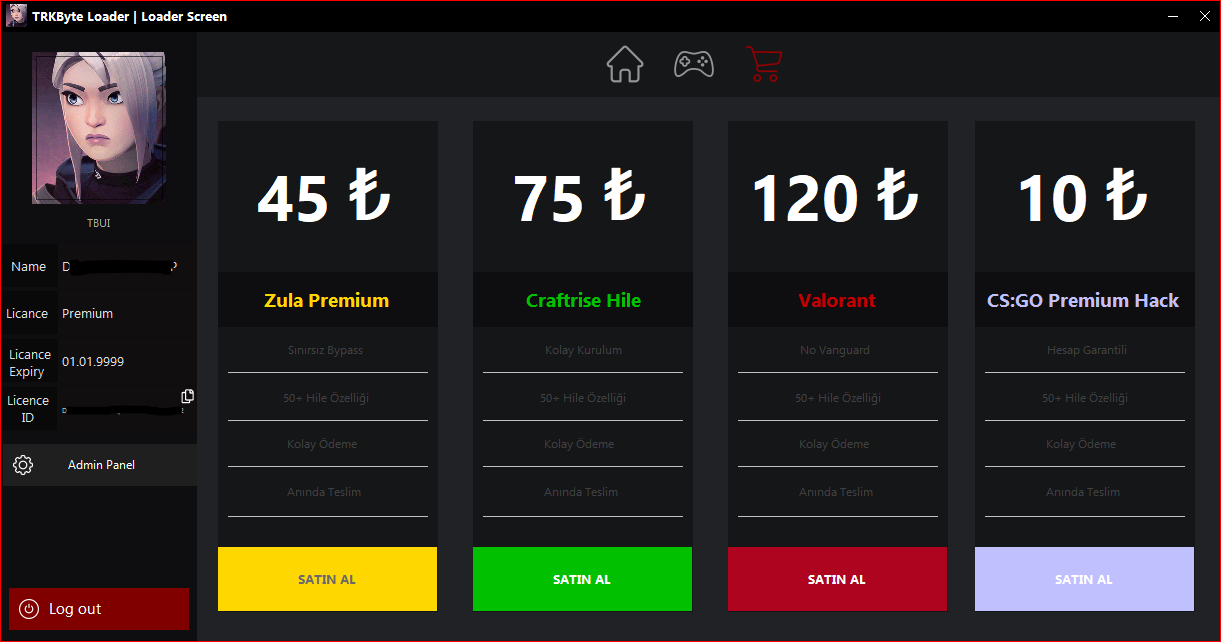 TRKByte Loader | Loader Screen
TBUI
Name
Licance Premium
Licance Expiry 01.01.9999
Licence ID
Admin Panel
Log out
45 ₺
Zula Premium
Sınırsız Bypass
50+ Hile Özelliği
Kolay Ödeme
Anında Teslim
SATIN AL
75 ₺
Craftrise Hile
Kolay Kurulum
50+ Hile Özelliği
Kolay Ödeme
Anında Teslim
SATIN AL
120 ₺
Valorant
No Vanguard
50+ Hile Özelliği
Kolay Ödeme
Anında Teslim
SATIN AL
10 ₺
CS:GO Premium Hack
Hesap Garantili
50+ Hile Özelliği
Kolay Ödeme
Anında Teslim
SATIN AL